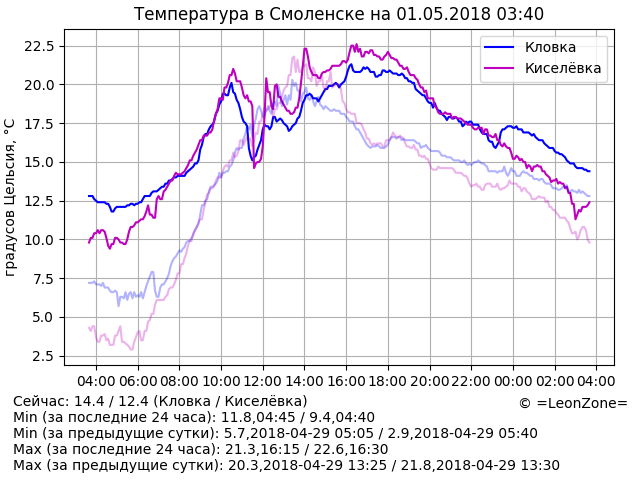 Температура в Смоленске на 01.05.2018 03:40
градусов Цельсия, °C
22.5
20.0
17.5
15.0
12.5
10.0
7.5
5.0
2.5
Кловка
Киселёвка
04:00 06:00 08:00 10:00 12:00 14:00 16:00 18:00 20:00 22:00 00:00 02:00 04:00
Сейчас: 14.4 / 12.4 (Кловка / Киселёвка)
© =LeonZone=
Min (за последние 24 часа): 11.8,04:45 / 9.4,04:40
Min (за предыдущие сутки): 5.7,2018-04-29 05:05 / 2.9,2018-04-29 05:40
Max (за последние 24 часа): 21.3,16:15 / 22.6,16:30
Max (за предыдущие сутки): 20.3,2018-04-29 13:25 / 21.8,2018-04-29 13:30